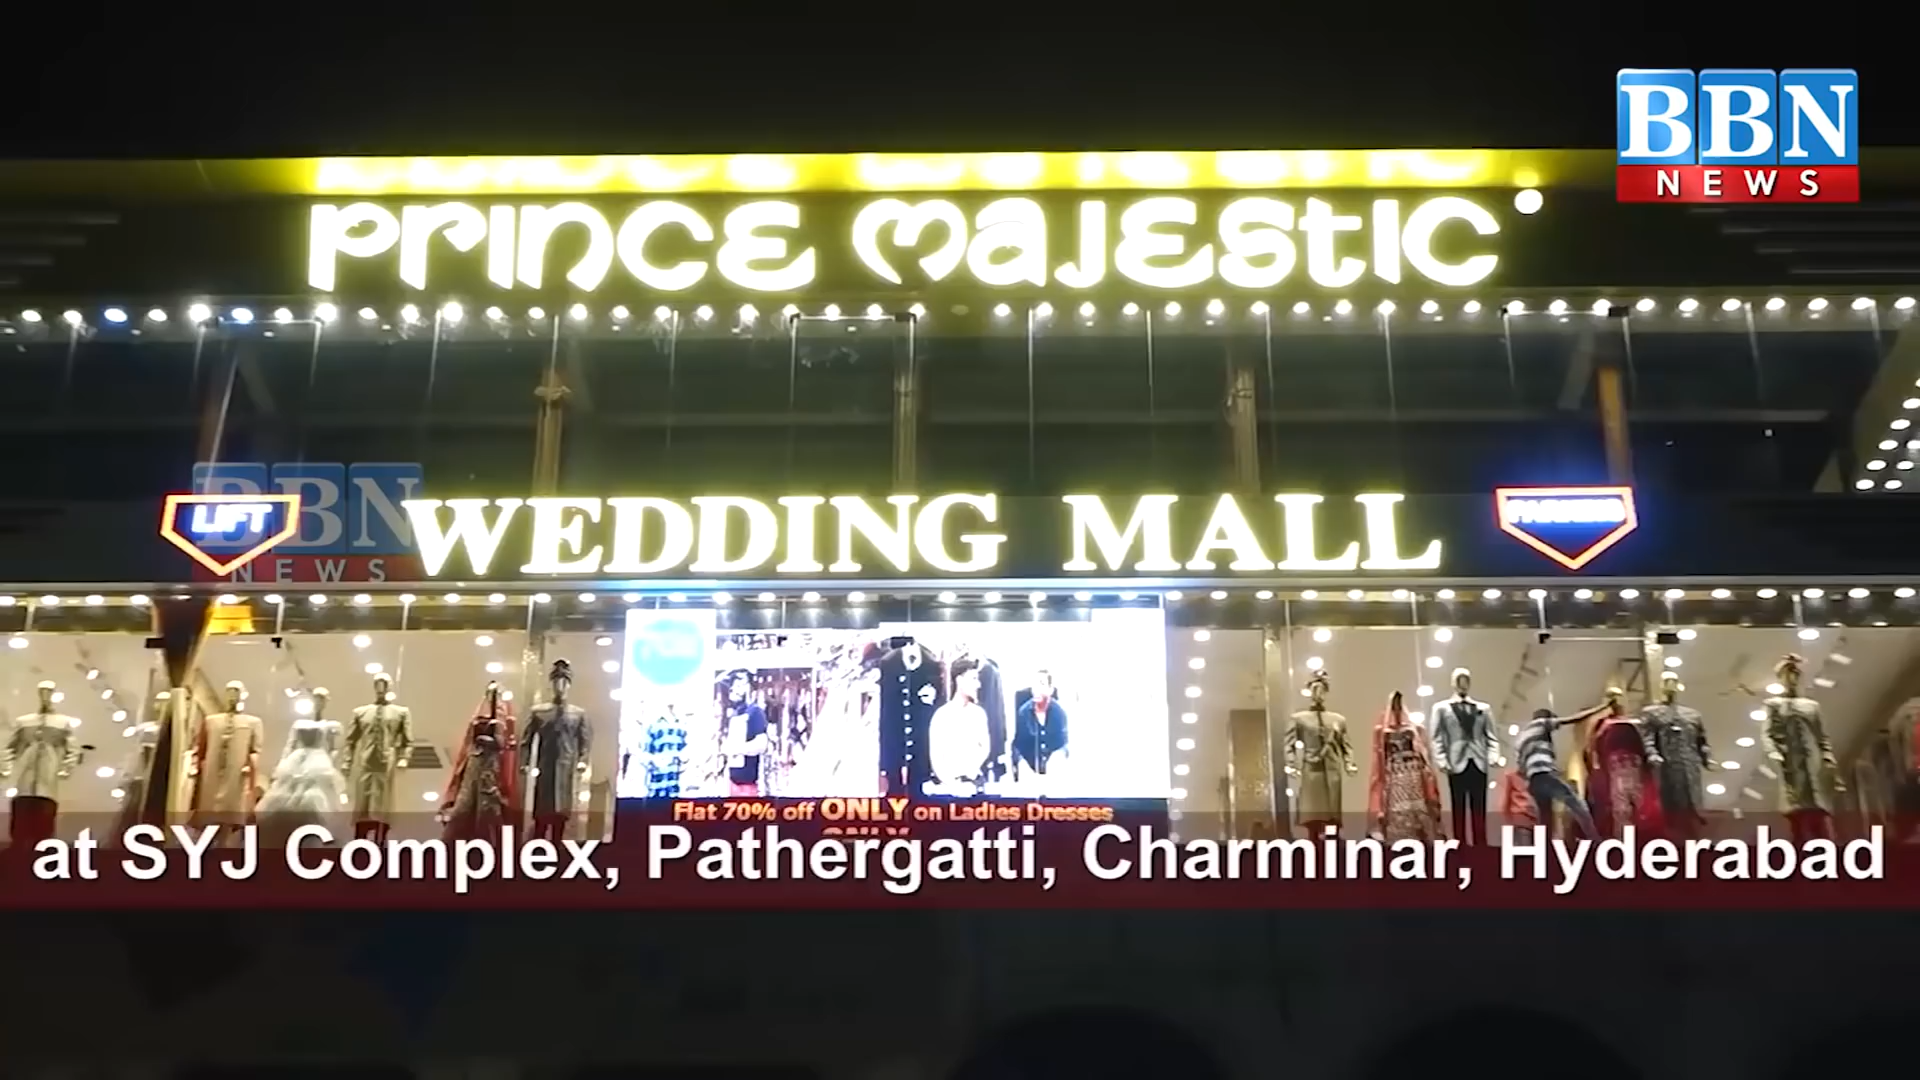 BBN
NEWS
PRINCE MAJESTIC
BBN
NEWS
LIFT
WEDDING MALL
PARKING
Flat 70% off ONLY on Ladies Dresses
at SYJ Complex, Pathergatti, Charminar, Hyderabad